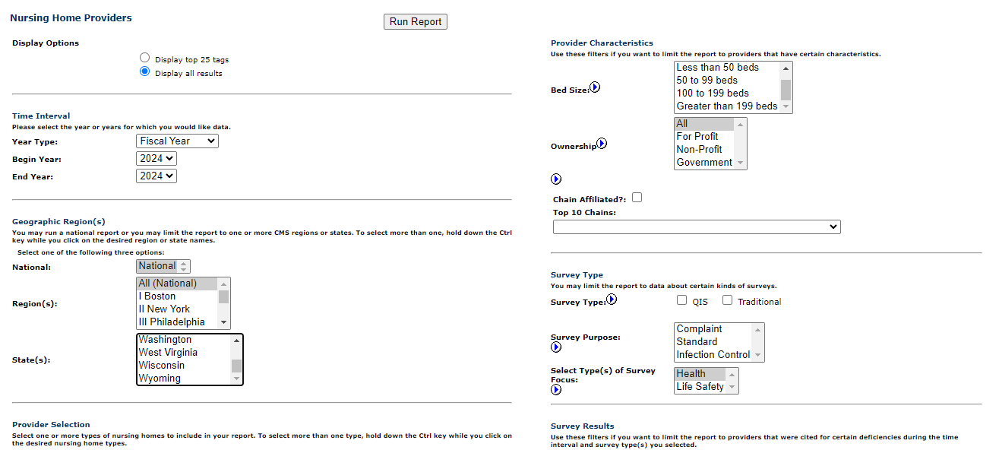 Nursing Home Providers
Run Report
Display Options
Display top 25 tags
Display all results
Time Interval
Please select the year or years for which you would like data.
Year Type:
Fiscal Year
Begin Year:
2024
End Year:
2024
Geographic Region(s)
You may run a national report or you may limit the report to one or more CMS regions or states. To select more than one, hold down the Ctrl
key while you click on the desired region or state names.
Select one of the following three options:
National:
National
Region(s):
All (National)
I Boston
II New York
III Philadelphia
State(s):
Washington
West Virginia
Wisconsin
Wyoming
Provider Selection
Select one or more types of nursing homes to include in your report. To select more than one type, hold down the Ctrl key while you click on
the desired nursing home types.
Provider Characteristics
Use these filters if you want to limit the report to providers that have certain characteristics.
Bed Size:
Less than 50 beds
50 to 99 beds
100 to 199 beds
Greater than 199 beds
Ownership
All
For Profit
Non-Profit
Government
Chain Affiliated?:
Top 10 Chains:
Survey Type
You may limit the report to data about certain kinds of surveys.
Survey Type:
QIS
Traditional
Survey Purpose:
Complaint
Standard
Infection Control
Select Type(s) of Survey
Focus:
Health
Life Safety
Survey Results
Use these filters if you want to limit the report to providers that were cited for certain deficiencies during the time
interval and survey type(s) you selected.